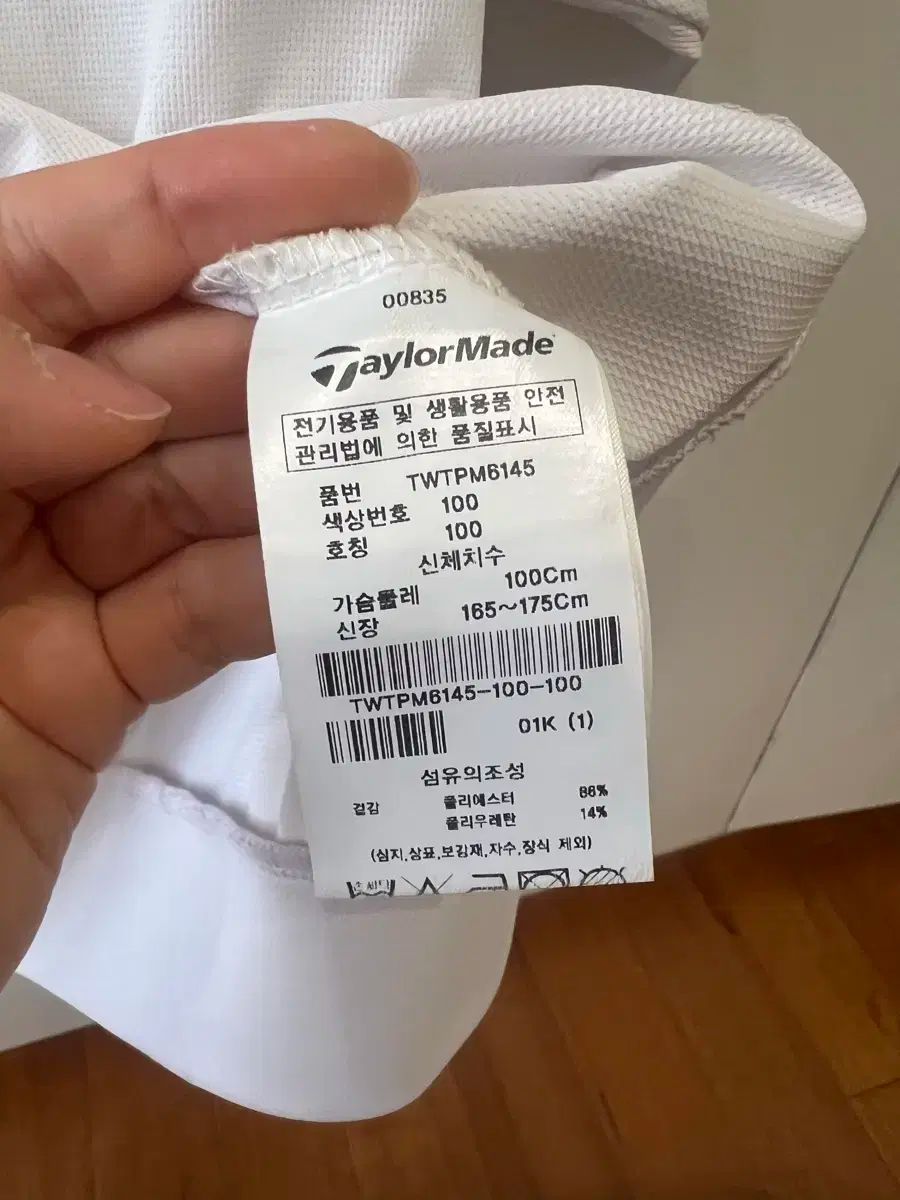 00835
TaylorMade
전기용품 및 생활용품 안전
관리법에 의한 품질표시
품번 TWTPM6145
색상번호 100
호칭 100
신체치수
가슴둘레 100Cm
신장 165~175Cm
TWTPM6145-100-100
01K (1)
섬유의조성
겉감 폴리에스터 86%
폴리우레탄 14%
(심지,상표,보강재,자수,장식 제외)